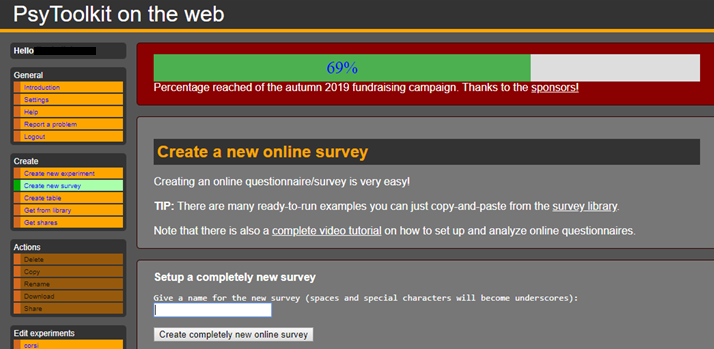 PsyToolkit on the web
Hello
General
Introduction
Settings
Help
Report a problem
Logout
Create
Create new experiment
Create new survey
Create table
Get from library
Get shares
Actions
Delete
Copy
Rename
Download
Share
Edit experiments
corsi
69%
Percentage reached of the autumn 2019 fundraising campaign. Thanks to the sponsors!
Create a new online survey
Creating an online questionnaire/survey is very easy!
TIP: There are many ready-to-run examples you can just copy-and-paste from the survey library.
Note that there is also a complete video tutorial on how to set up and analyze online questionnaires.
Setup a completely new survey
Give a name for the new survey (spaces and special characters will become underscores):
Create completely new online survey